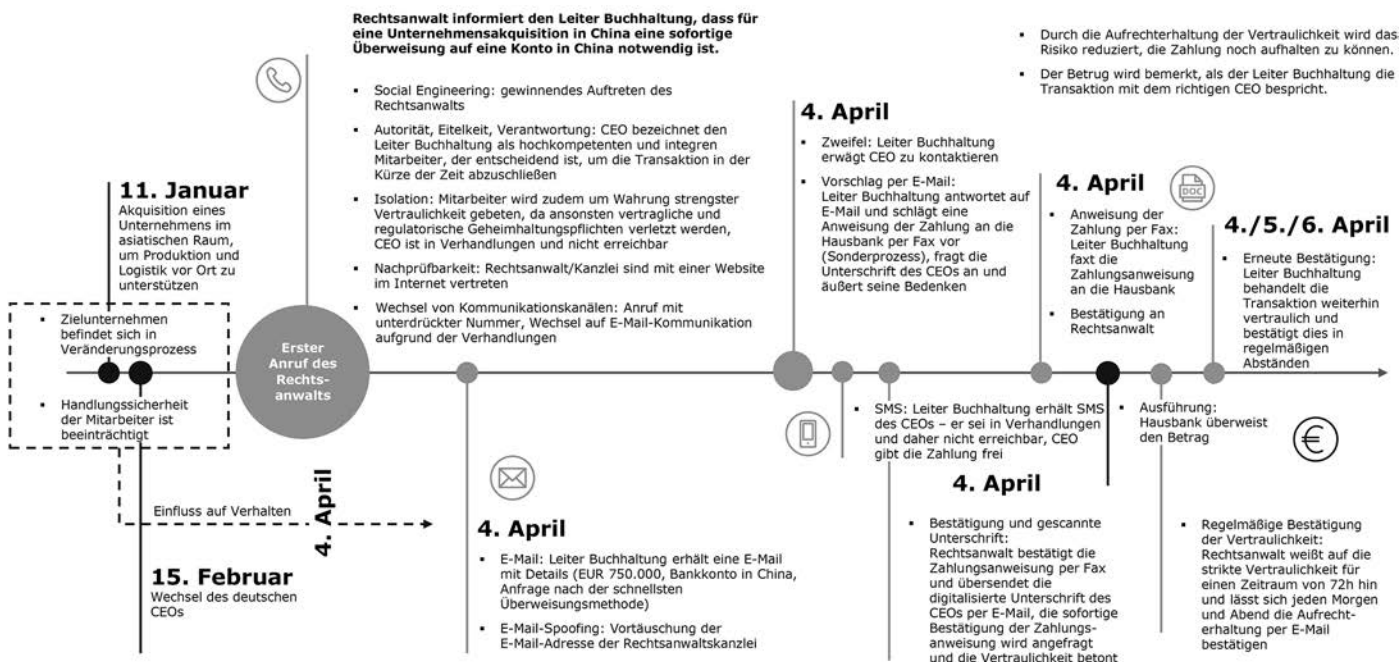 Rechtsanwalt informiert den Leiter Buchhaltung, dass für
eine Unternehmensakquisition in China eine sofortige
Überweisung auf eine Konto in China notwendig ist.
▪ Social Engineering: gewinnendes Auftreten des
Rechtsanwalts
▪ Autorität, Eitelkeit, Verantwortung: CEO bezeichnet den
Leiter Buchhaltung als hochkompetenten und integren
Mitarbeiter, der entscheidend ist, um die Transaktion in der
Kürze der Zeit abzuschließen
▪ Isolation: Mitarbeiter wird zudem um Wahrung strengster
Vertraulichkeit gebeten, da ansonsten vertragliche und
regulatorische Geheimhaltungspflichten verletzt werden,
CEO ist in Verhandlungen und nicht erreichbar
▪ Nachprüfbarkeit: Rechtsanwalt/Kanzlei sind mit einer Website
im Internet vertreten
▪ Wechsel von Kommunikationskanälen: Anruf mit
unterdrückter Nummer, Wechsel auf E-Mail-Kommunikation
aufgrund der Verhandlungen
11. Januar
Akquisition eines
Unternehmens im
asiatischen Raum,
um Produktion und
Logistik vor Ort zu
unterstützen
▪ Zielunternehmen
befindet sich in
Veränderungsprozess
▪ Handlungssicherheit
der Mitarbeiter ist
beeinträchtigt
Einfluss auf Verhalten
15. Februar
Wechsel des deutschen
CEOs
Erster
Anruf des
Rechts-
anwalts
4. April
4. April
▪ E-Mail: Leiter Buchhaltung erhält eine E-Mail
mit Details (EUR 750.000, Bankkonto in China,
Anfrage nach der schnellsten
Überweisungsmethode)
▪ E-Mail-Spoofing: Vortäuschung der
E-Mail-Adresse der Rechtsanwaltskanzlei
4. April
▪ Zweifel: Leiter Buchhaltung
erwägt CEO zu kontaktieren
▪ Vorschlag per E-Mail:
Leiter Buchhaltung antwortet auf
E-Mail und schlägt eine
Anweisung der Zahlung an die
Hausbank per Fax vor
(Sonderprozess), fragt die
Unterschrift des CEOs an und
äußert seine Bedenken
▪ SMS: Leiter Buchhaltung erhält SMS
des CEOs – er sei in Verhandlungen
und daher nicht erreichbar, CEO
gibt die Zahlung frei
4. April
▪ Bestätigung und gescannte
Unterschrift:
Rechtsanwalt bestätigt die
Zahlungsanweisung per Fax
und übersendet die
digitalisierte Unterschrift des
CEOs per E-Mail, die sofortige
Bestätigung der Zahlungs-
anweisung wird angefragt
und die Vertraulichkeit betont
4. April
DOC
▪ Anweisung der
Zahlung per Fax:
Leiter Buchhaltung
faxt die
Zahlungsanweisung
an die Hausbank
▪ Bestätigung an
Rechtsanwalt
▪ Ausführung:
Hausbank überweist
den Betrag
€
▪ Durch die Aufrechterhaltung der Vertraulichkeit wird das
Risiko reduziert, die Zahlung noch aufhalten zu können.
▪ Der Betrug wird bemerkt, als der Leiter Buchhaltung die
Transaktion mit dem richtigen CEO bespricht.
4./5./6. April
▪ Erneute Bestätigung:
Leiter Buchhaltung
behandelt die
Transaktion weiterhin
vertraulich und
bestätigt dies in
regelmäßigen
Abständen
▪ Regelmäßige Bestätigung
der Vertraulichkeit:
Rechtsanwalt weißt auf die
strikte Vertraulichkeit für
einen Zeitraum von 72h hin
und lässt sich jeden Morgen
und Abend die Aufrecht-
erhaltung per E-Mail
bestätigen